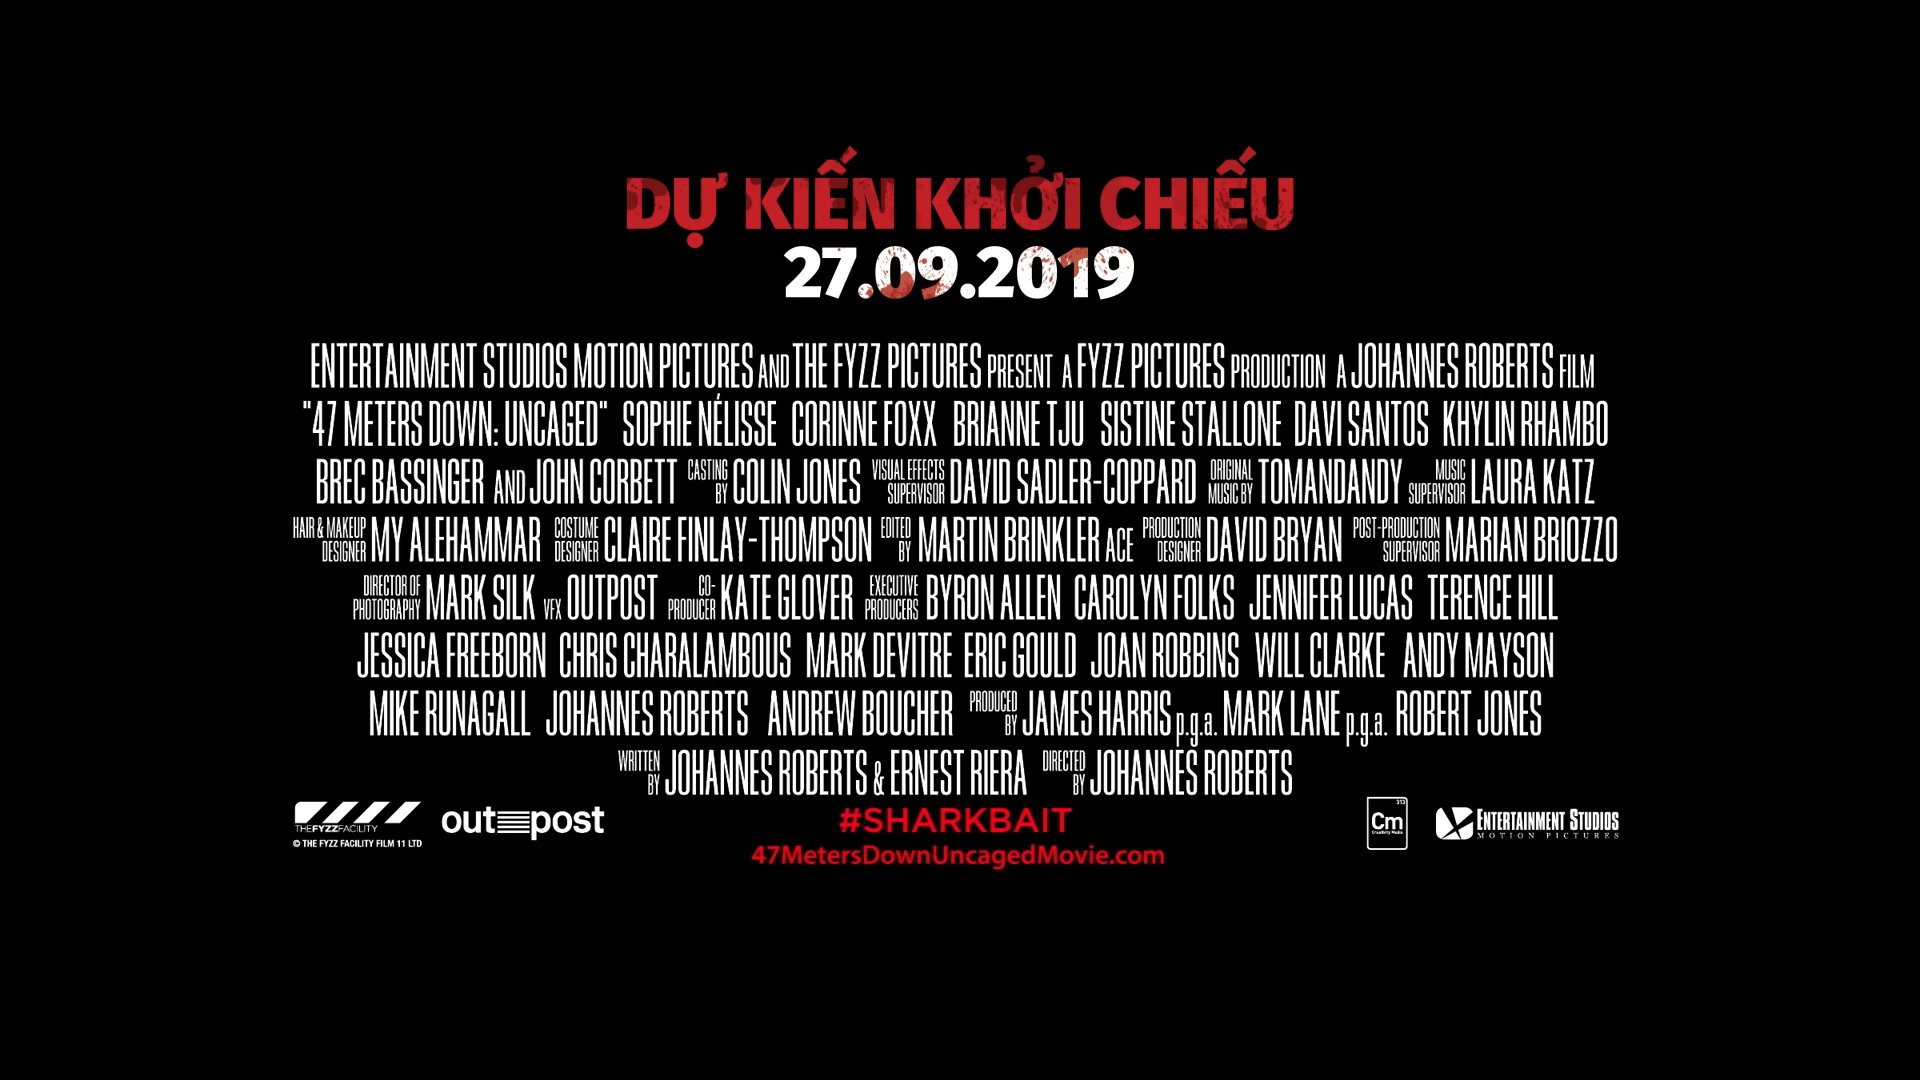 DỰ KIẾN KHỞI CHIẾU
27.09.2019
ENTERTAINMENT STUDIOS MOTION PICTURES AND THE FYZZ PICTURES PRESENT A FYZZ PICTURES PRODUCTION A JOHANNES ROBERTS FILM
"47 METERS DOWN: UNCAGED" SOPHIE NÉLISSE CORINNE FOXX BRIANNE TJU SISTINE STALLONE DAVI SANTOS KHYLIN RHAMBO
BREC BASSINGER AND JOHN CORBETT CASTING BY COLIN JONES VISUAL EFFECTS SUPERVISOR DAVID SADLER-COPPARD ORIGINAL MUSIC BY TOMANDANDY MUSIC SUPERVISOR LAURA KATZ
HAIR & MAKEUP DESIGNER MY ALEHAMMAR COSTUME DESIGNER CLAIRE FINLAY-THOMPSON EDITED BY MARTIN BRINKLER ACE PRODUCTION DESIGNER DAVID BRYAN POST-PRODUCTION SUPERVISOR MARIAN BRIOZZO
DIRECTOR OF PHOTOGRAPHY MARK SILK VFX OUTPOST CO-PRODUCER KATE GLOVER EXECUTIVE PRODUCERS BYRON ALLEN CAROLYN FOLKS JENNIFER LUCAS TERENCE HILL
JESSICA FREEBORN CHRIS CHARALAMBOUS MARK DEVITRE ERIC GOULD JOAN ROBBINS WILL CLARKE ANDY MAYSON
MIKE RUNAGALL JOHANNES ROBERTS ANDREW BOUCHER PRODUCED BY JAMES HARRIS p.g.a. MARK LANE p.g.a. ROBERT JONES
WRITTEN BY JOHANNES ROBERTS & ERNEST RIERA DIRECTED BY JOHANNES ROBERTS
THEFYZZFACILITY
© THE FYZZ FACILITY FILM 11 LTD
outpost
#SHARKBAIT
47MetersDownUncagedMovie.com
313
Cm
Creativity Media
ENTERTAINMENT STUDIOS
MOTION PICTURES